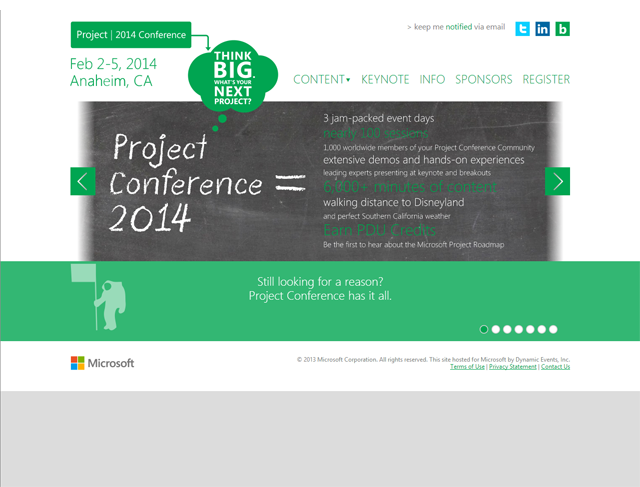 Project | 2014 Conference
> keep me notified via email
Feb 2-5, 2014
Anaheim, CA
THINK
BIG.
WHAT'S YOUR
NEXT
PROJECT?
CONTENT▾ KEYNOTE INFO SPONSORS REGISTER
Project
Conference =
2014
3 jam-packed event days
nearly 100 sessions
1,000 worldwide members of your Project Conference Community
extensive demos and hands-on experiences
leading experts presenting at keynote and breakouts
6,000+ minutes of content
walking distance to Disneyland
and perfect Southern California weather
Earn PDU Credits
Be the first to hear about the Microsoft Project Roadmap
Still looking for a reason?
Project Conference has it all.
Microsoft
© 2013 Microsoft Corporation. All rights reserved. This site hosted for Microsoft by Dynamic Events, Inc.
Terms of Use | Privacy Statement | Contact Us